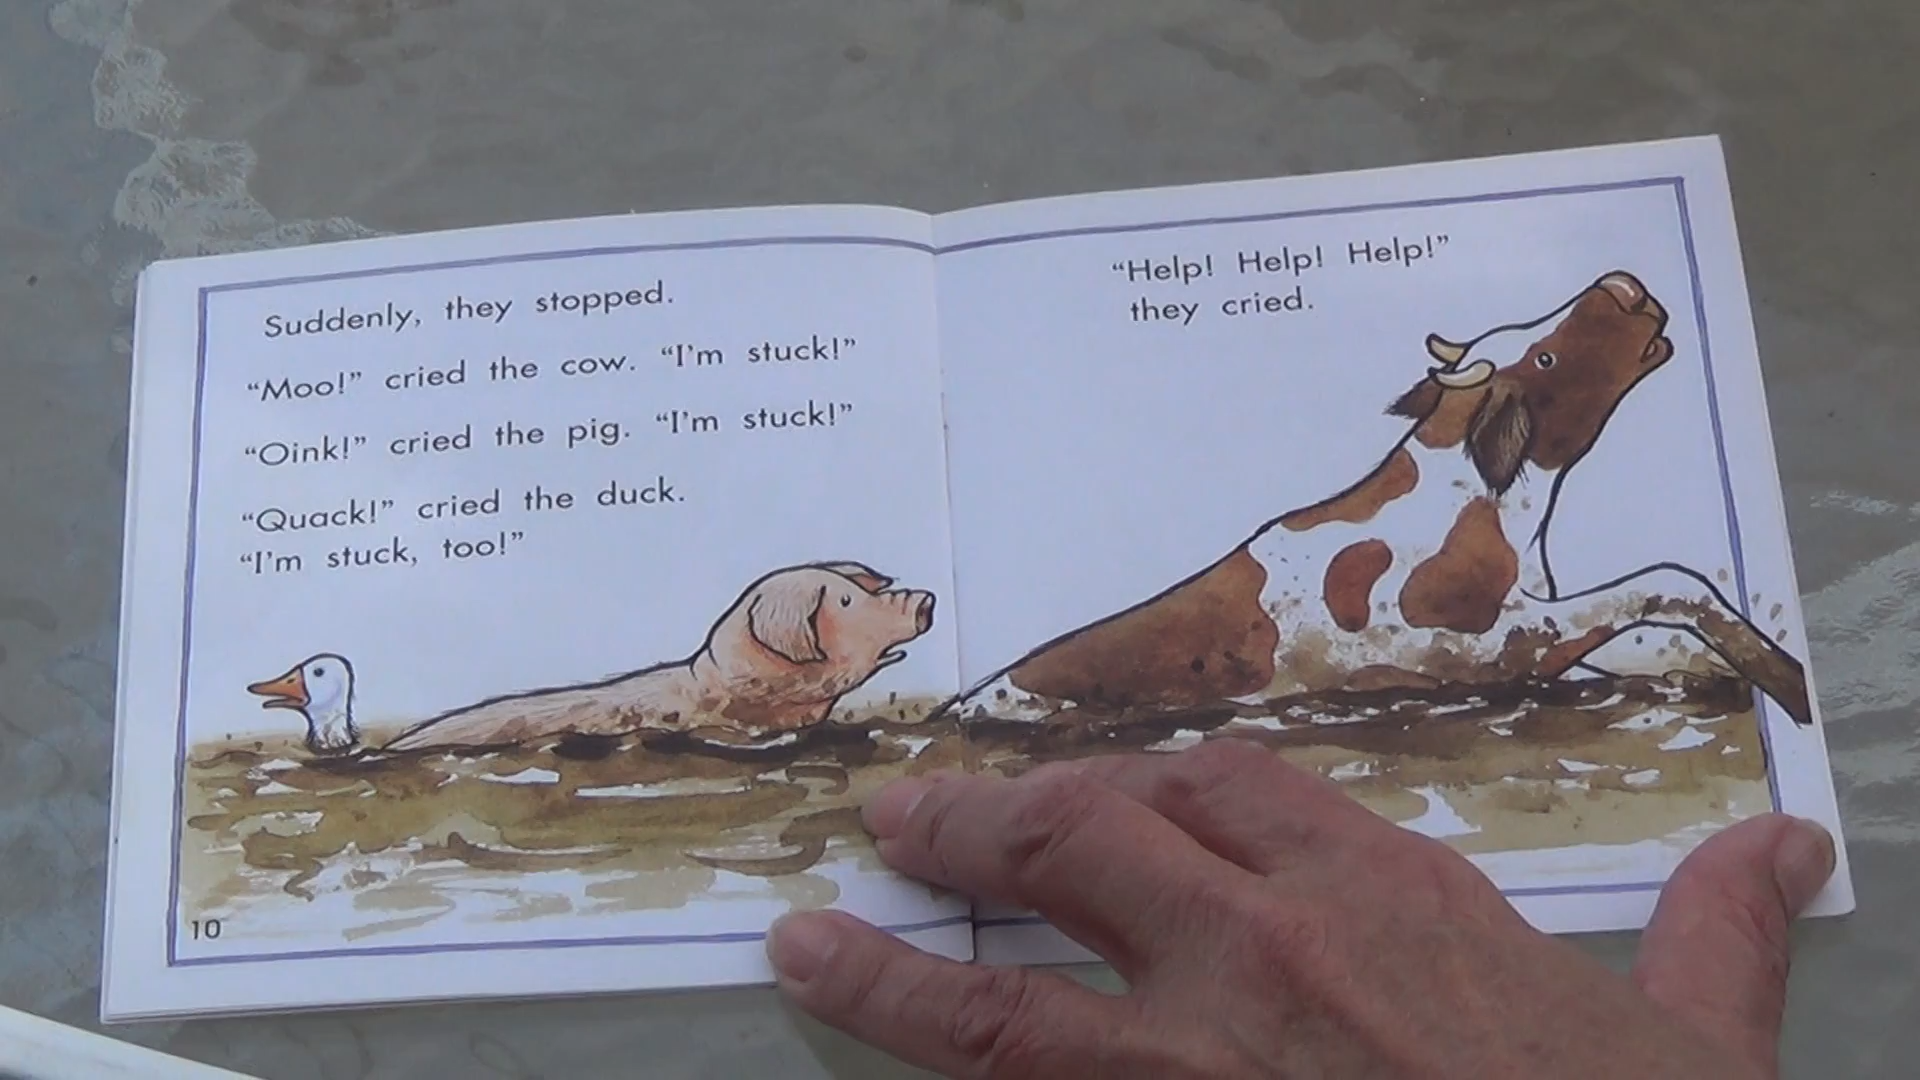 Suddenly, they stopped.
“Moo!” cried the cow. “I'm stuck!”
“Oink!” cried the pig. “I'm stuck!”
“Quack!” cried the duck.
“I'm stuck, too!”
10
“Help! Help! Help!”
they cried.